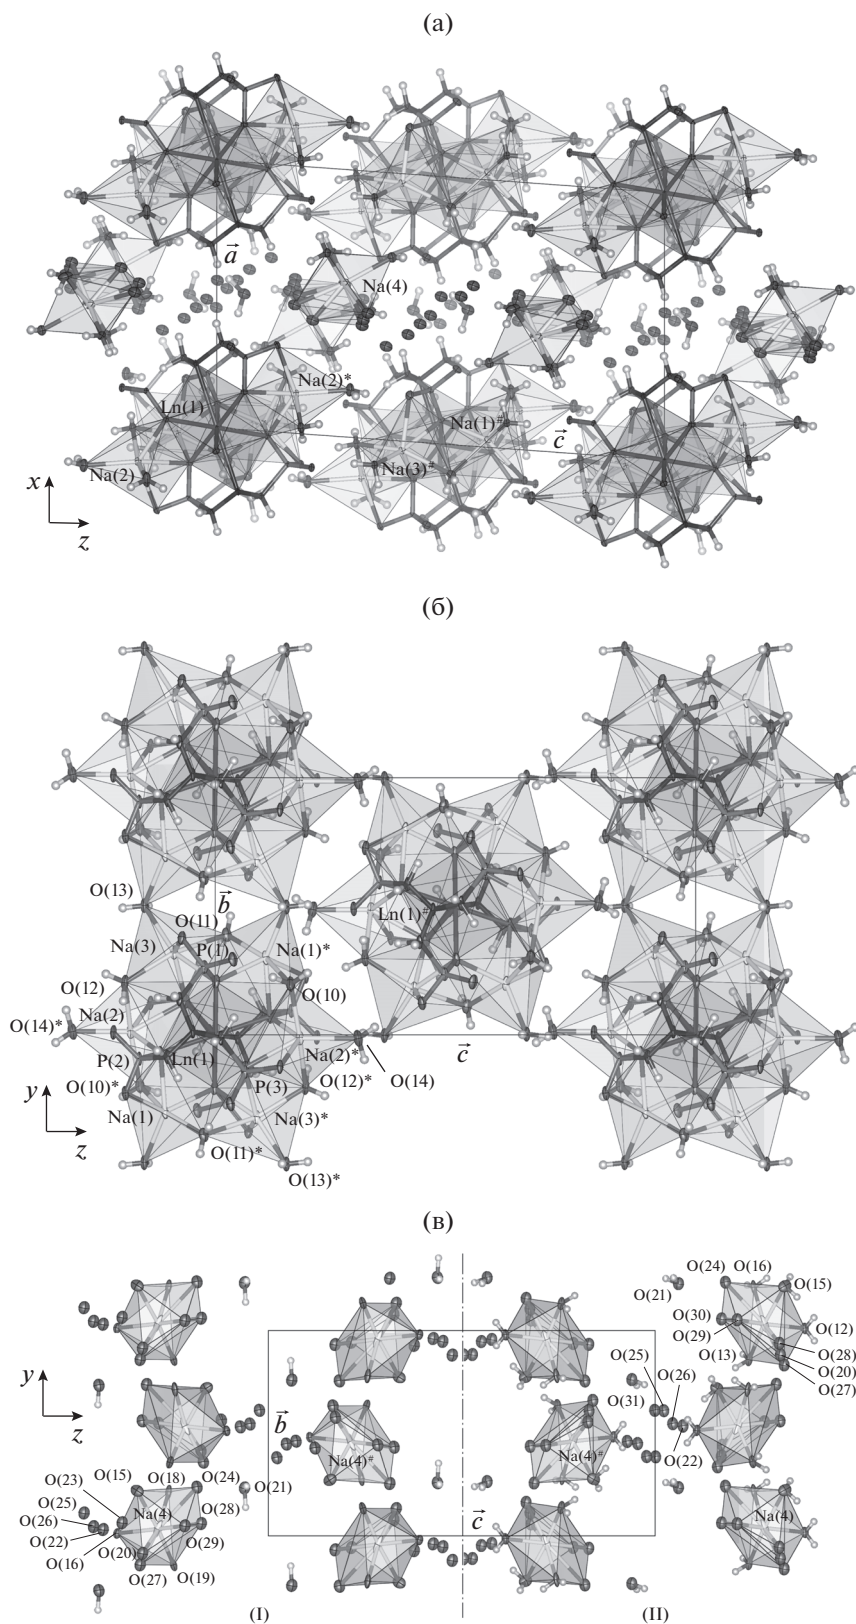 (а)
a⃗
Na(4)
Na(2)*
Ln(1)
Na(1)#
c⃗
Na(3)#
Na(2)
x
z
(б)
O(13)
b⃗
O(11)
Ln(1)#
Na(3)
P(1)
Na(1)*
O(12)
O(10)
Na(2)
O(14)*
Ln(1)
Na(2)*
c⃗
P(2)
P(3)
O(12)*
O(14)
O(10)*
y
Na(1)
Na(3)*
z
O(11)*
O(13)*
(в)
O(24)
O(16)
O(21)
O(15)
O(30)
O(12)
O(29)
O(28)
O(25)
O(26)
O(13)
O(20)
O(27)
y
O(31)
z
b⃗
O(22)
Na(4)#
Na(4)#
O(23)
O(15)
O(18)
O(24)
O(21)
O(25)
Na(4)
O(28)
Na(4)
O(26)
c⃗
O(22)
O(29)
O(16)
O(20)
O(27)
O(19)
(I)
(II)